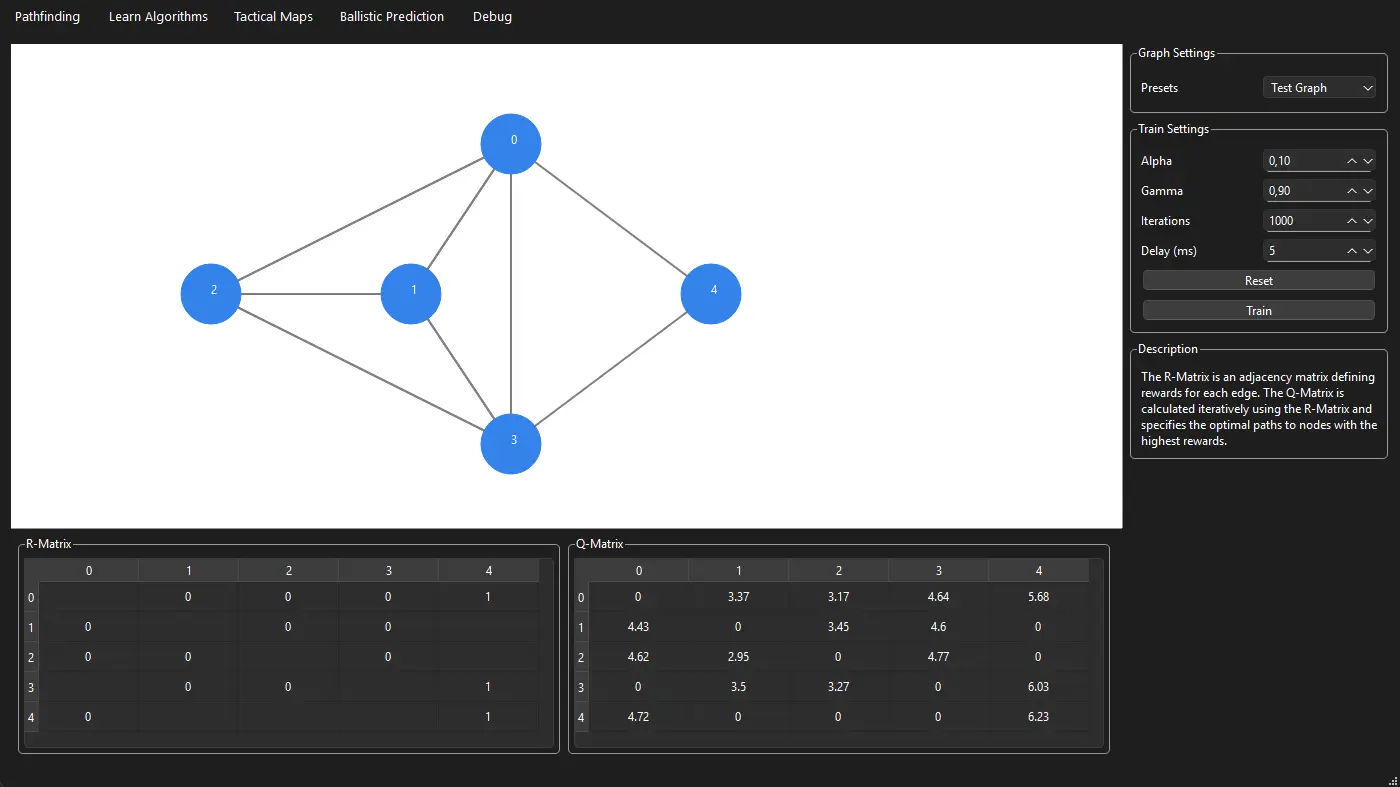 Pathfinding Learn Algorithms Tactical Maps Ballistic Prediction Debug
0
2 1 4
3
Graph Settings
Presets Test Graph
Train Settings
Alpha 0,10
Gamma 0,90
Iterations 1000
Delay (ms) 5
Reset
Train
Description
The R-Matrix is an adjacency matrix defining
rewards for each edge. The Q-Matrix is
calculated iteratively using the R-Matrix and
specifies the optimal paths to nodes with the
highest rewards.
R-Matrix
0 1 2 3 4
0 0 0 0 1
1 0 0 0
2 0 0 0
3 0 0 1
4 0 1
Q-Matrix
0 1 2 3 4
0 0 3.37 3.17 4.64 5.68
1 4.43 0 3.45 4.6 0
2 4.62 2.95 0 4.77 0
3 0 3.5 3.27 0 6.03
4 4.72 0 0 0 6.23